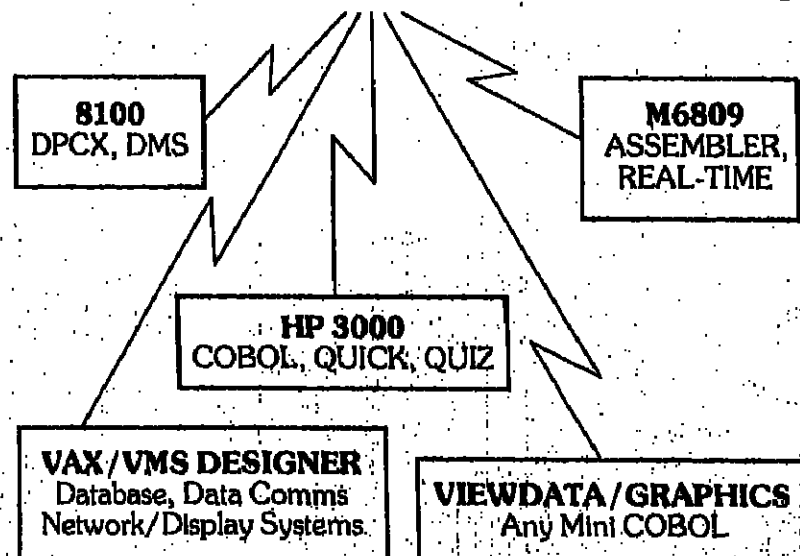 8100
DPCX, DMS
M6809
ASSEMBLER,
REAL-TIME
HP 3000
COBOL, QUICK, QUIZ
VAX/VMS DESIGNER
Database, Data Comms
Network/Display Systems
VIEWDATA/GRAPHICS
Any Mini COBOL